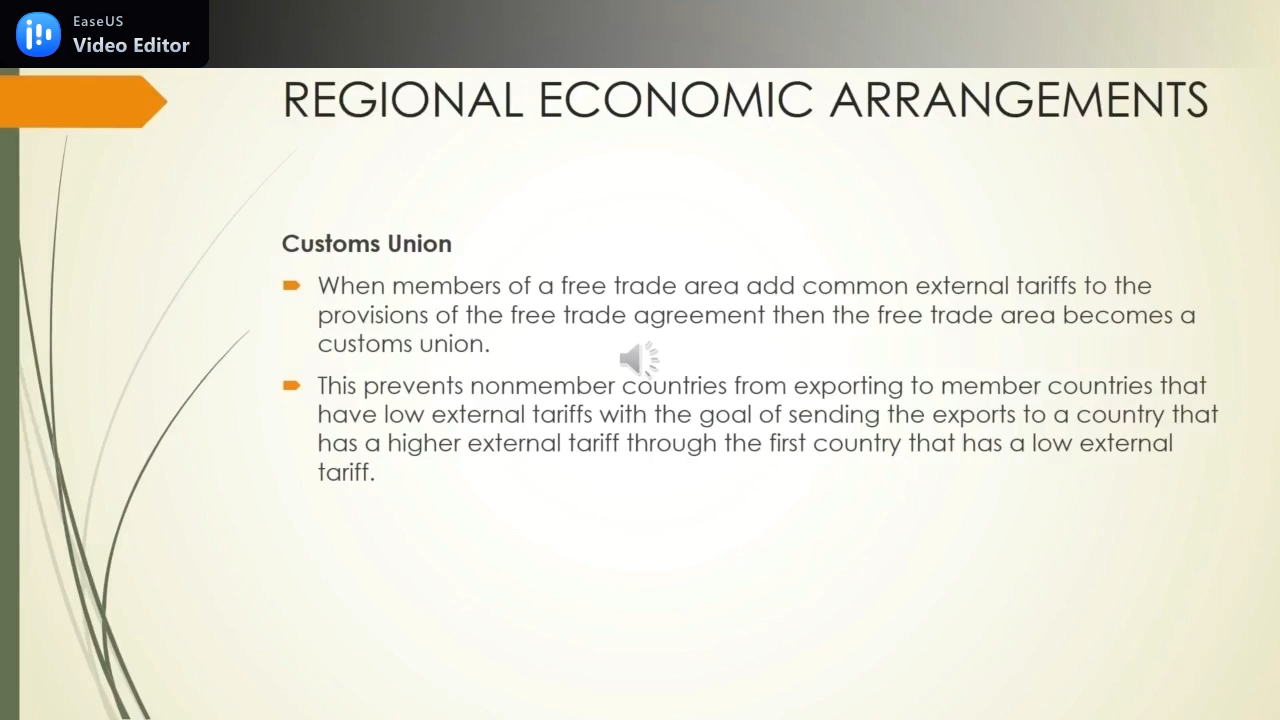 EaseUS
Video Editor
REGIONAL ECONOMIC ARRANGEMENTS
Customs Union
When members of a free trade area add common external tariffs to the
provisions of the free trade agreement then the free trade area becomes a
customs union.
This prevents nonmember countries from exporting to member countries that
have low external tariffs with the goal of sending the exports to a country that
has a higher external tariff through the first country that has a low external
tariff.